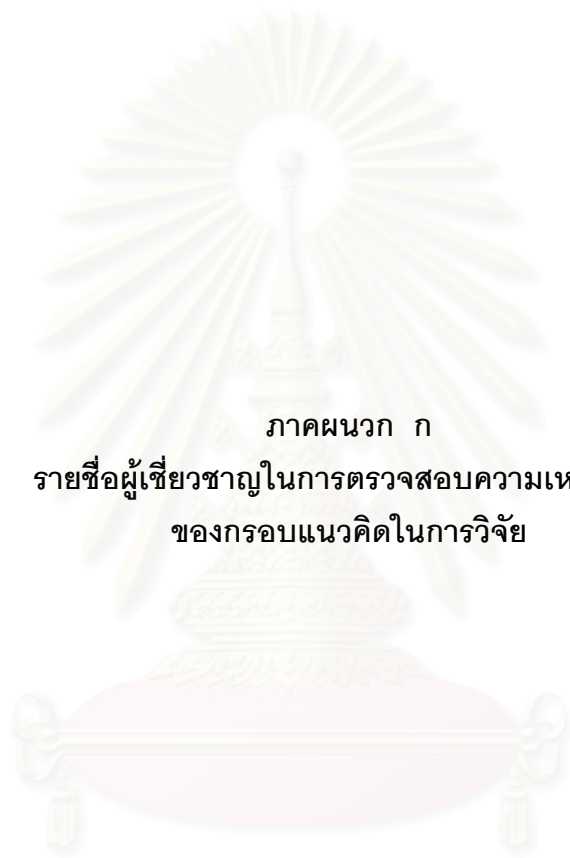 ภาคผนวก ก
รายชื่อผู้เชี่ยวชาญในการตรวจสอบความเห
ของกรอบแนวคิดในการวิจัย